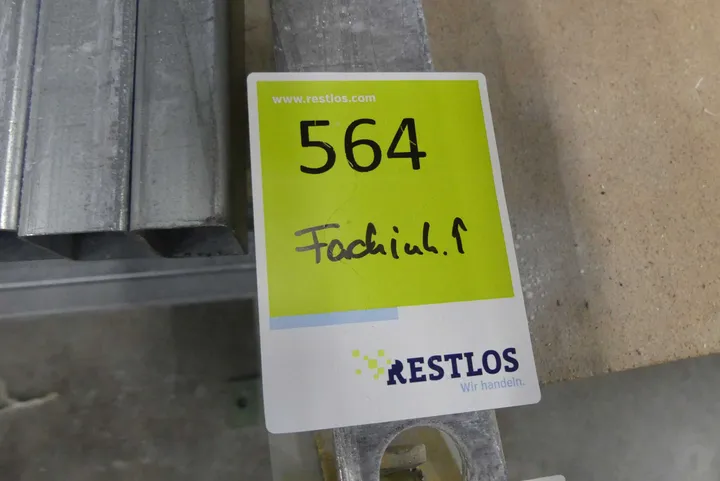 www.restlos.com
564
Fachinh. ↑
RESTLOS
Wir handeln.